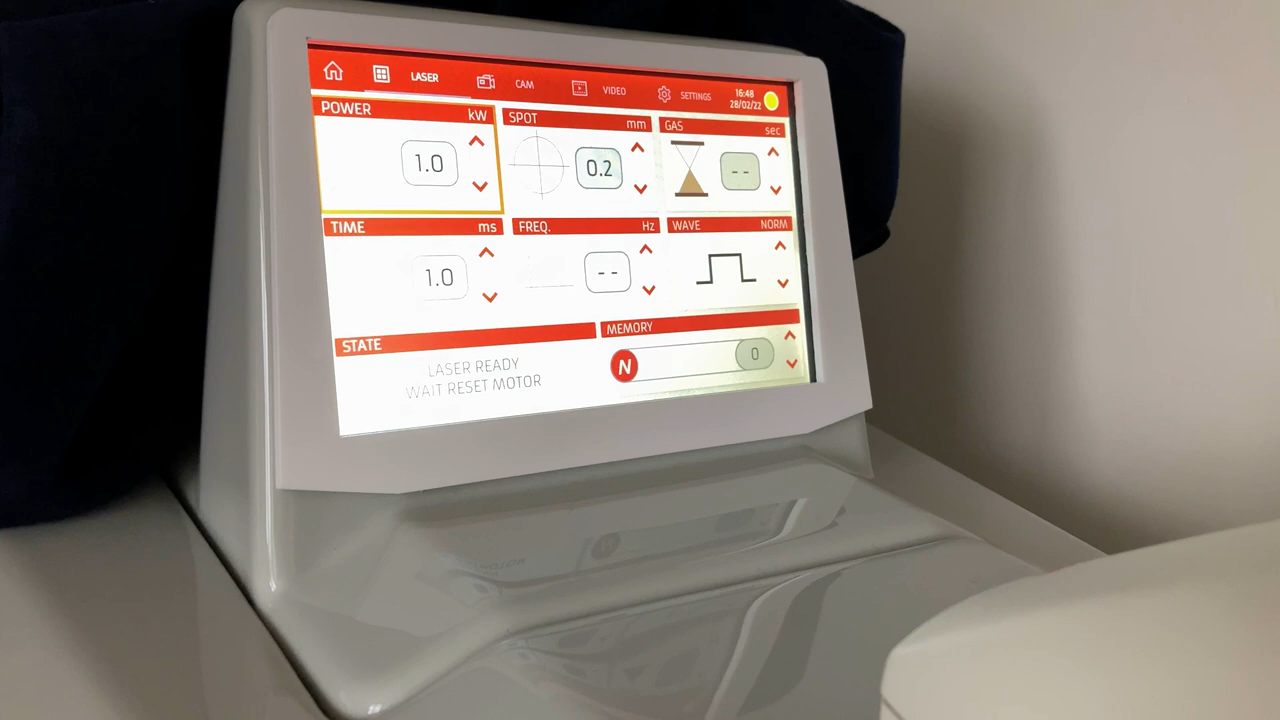 LASER CAM VIDEO SETTINGS 16:48
28/02/22
POWER kW
1.0
SPOT mm
0.2
GAS sec
--
TIME ms
1.0
FREQ. Hz
--
WAVE NORM
STATE
LASER READY
WAIT RESET MOTOR
MEMORY
N 0